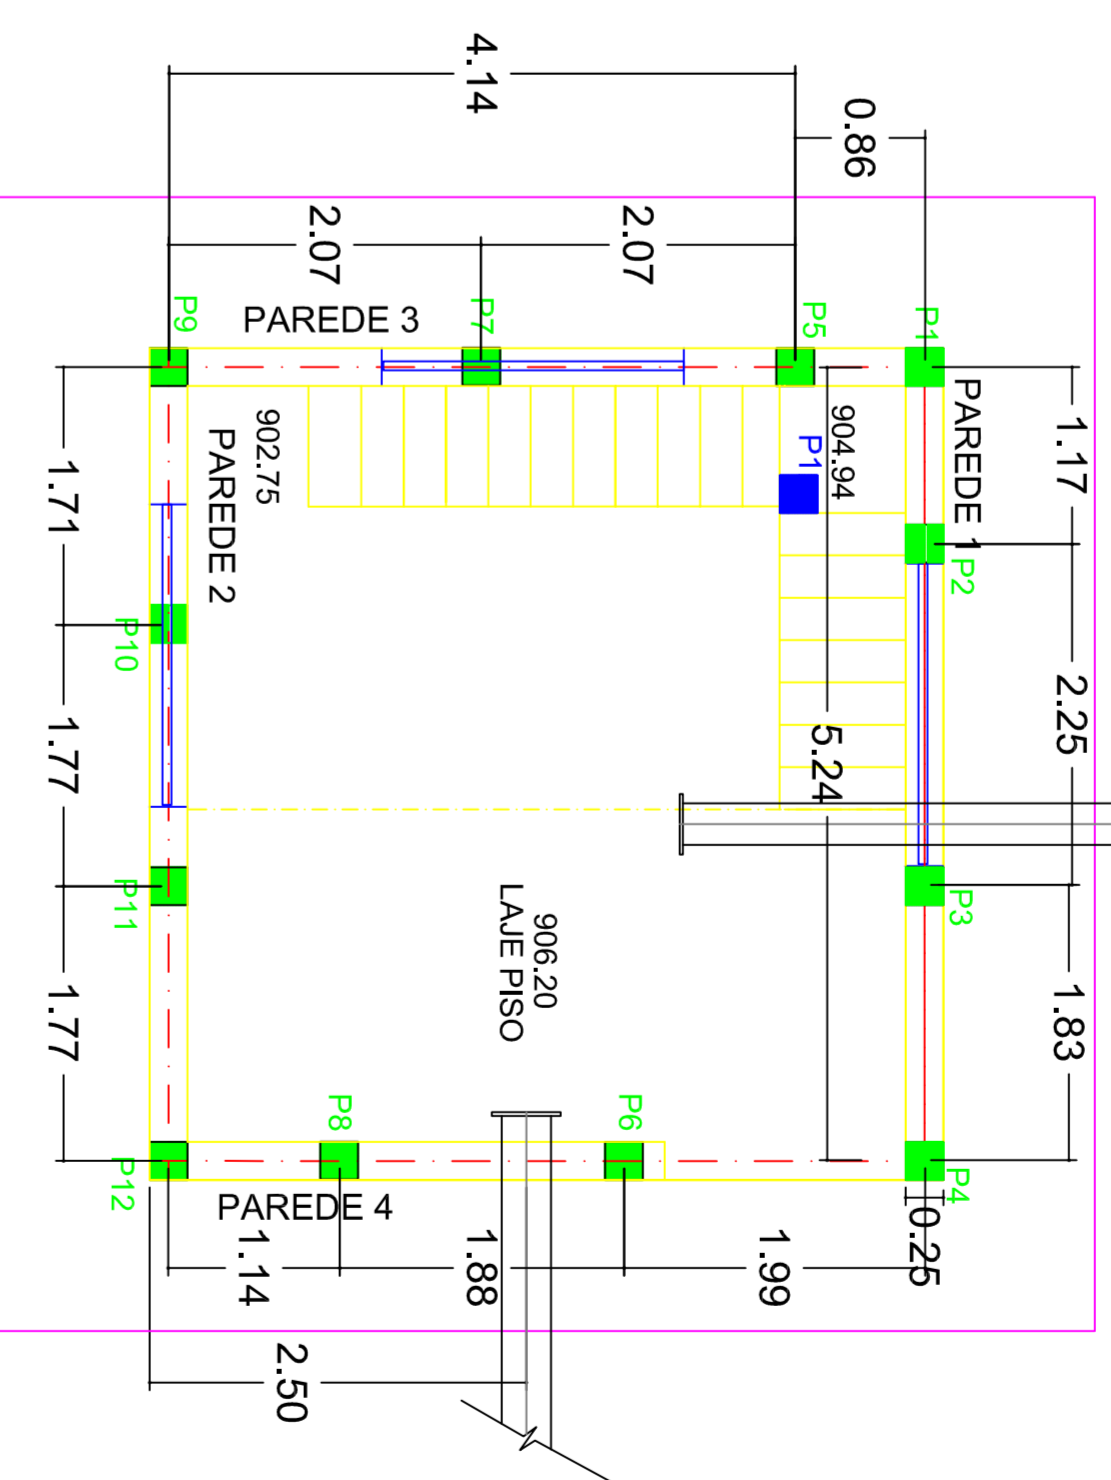 4.14
0.86
2.07
2.07
P9
PAREDE 3
P7
P5
P1
1.17
PAREDE 1
904.94
P1
902.75
PAREDE 2
1.71
P2
P10
2.25
5.24
1.77
P11
P3
906.20
LAJE PISO
1.83
1.77
P8
P6
P12
PAREDE 4
P4
0.25
1.14
1.88
1.99
2.50